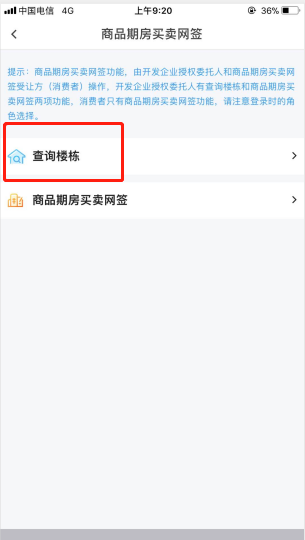 中国电信 4G 上午9:20 36%
商品期房买卖网签
提示：商品期房买卖网签功能，由开发企业授权委托人和商品期房买卖网
签受让方（消费者）操作，开发企业授权委托人有查询楼栋和商品期房买
卖网签两项功能，消费者只有商品期房买卖网签功能，请注意登录时的角
色选择。
查询楼栋
商品期房买卖网签